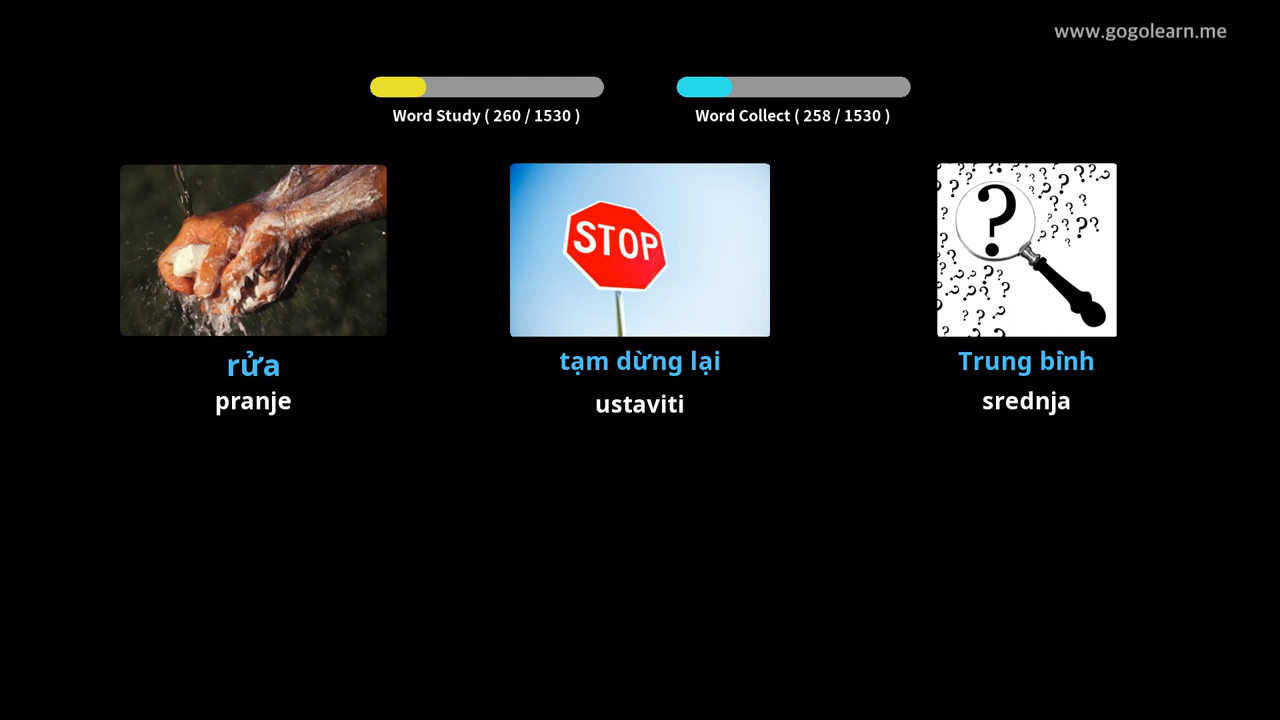 www.gogolearn.me
Word Study ( 260 / 1530 )
Word Collect ( 258 / 1530 )
STOP
?
rửa
tạm dừng lại
Trung bình
pranje
ustaviti
srednja